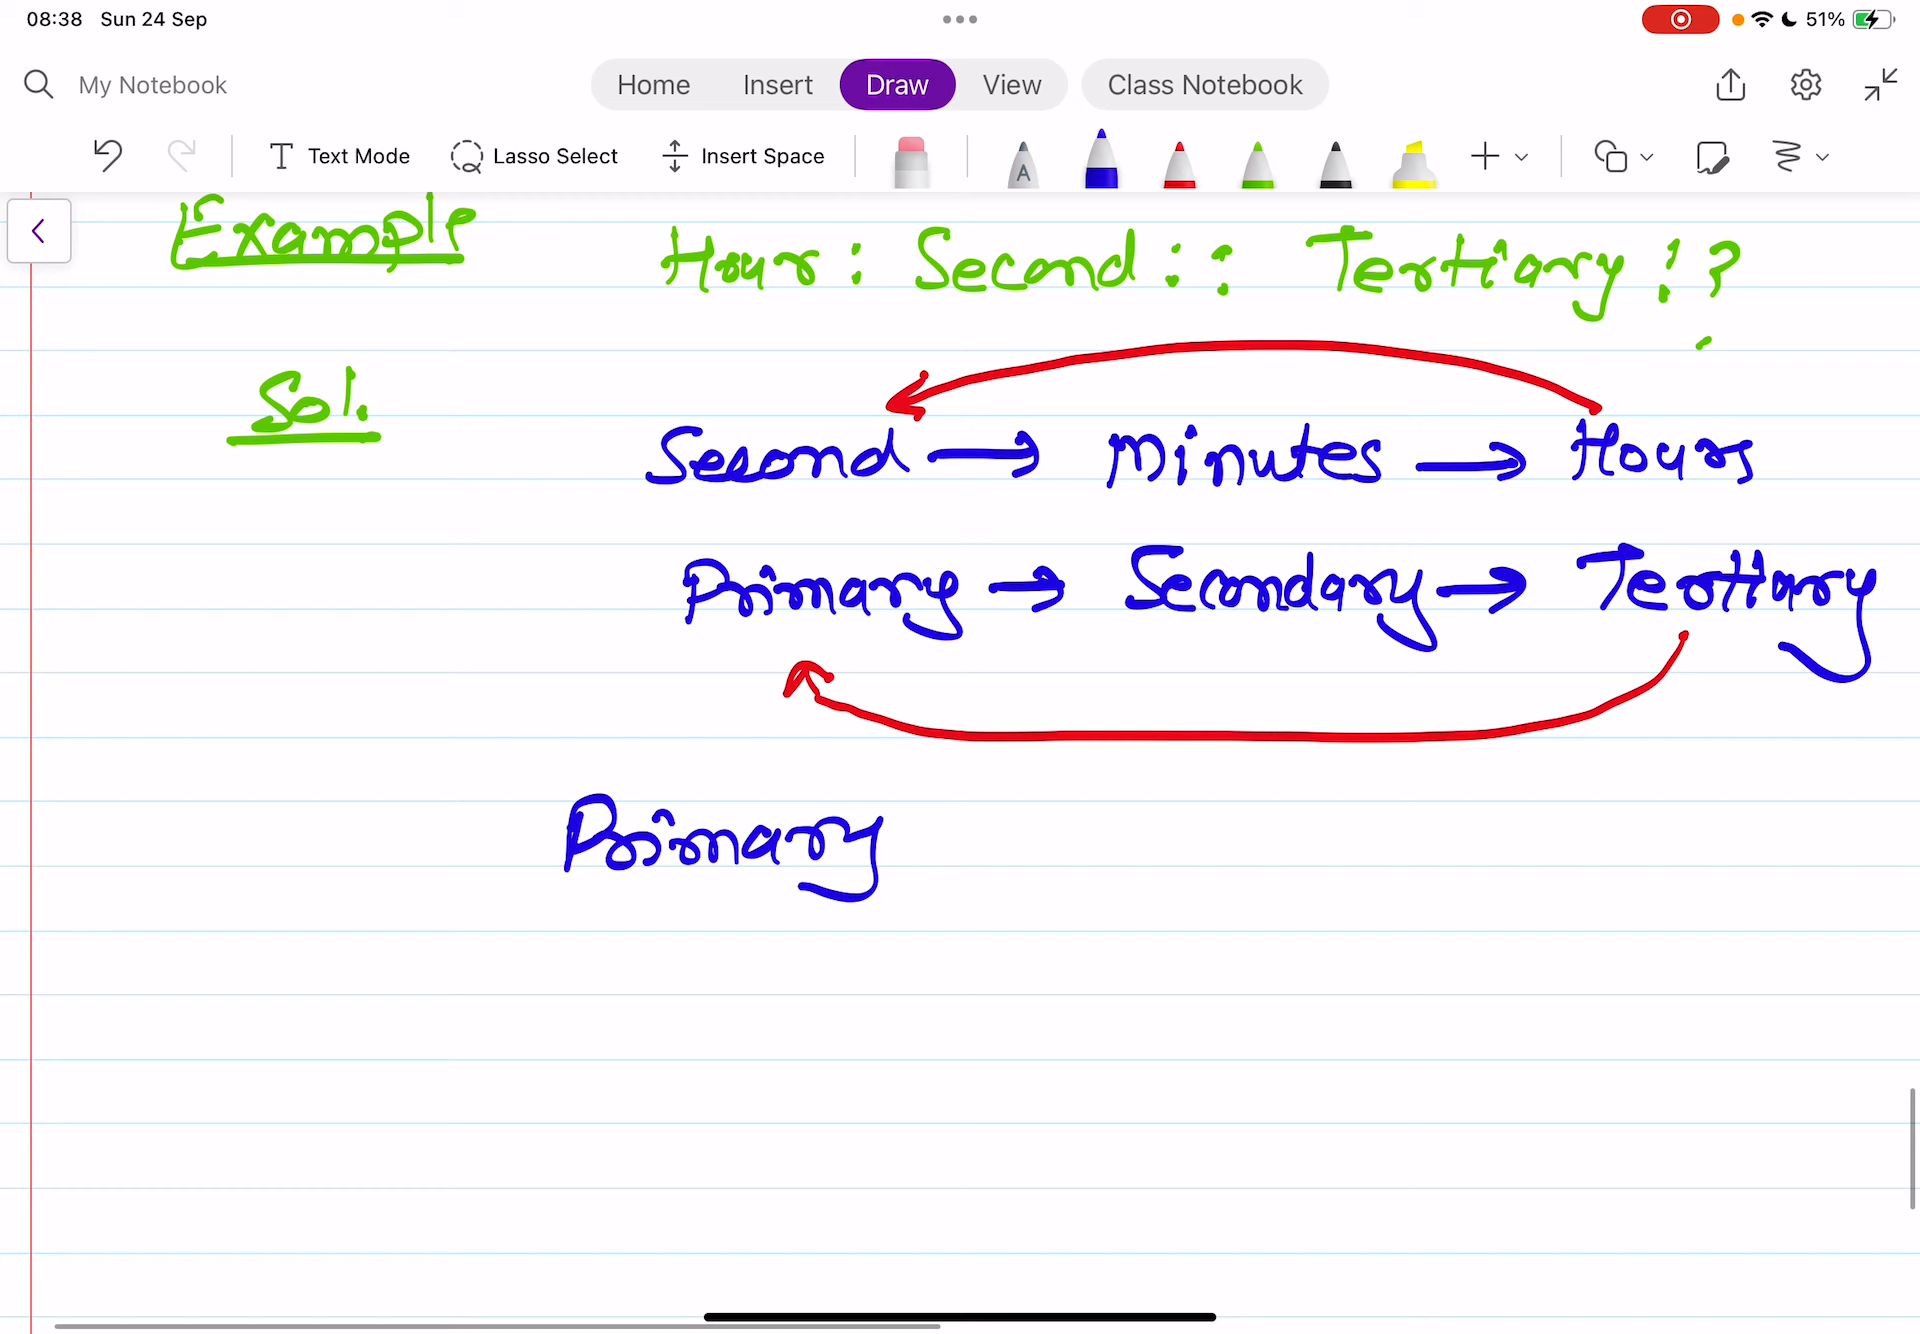 08:38 Sun 24 Sep 51%
My Notebook Home Insert Draw View Class Notebook
Text Mode Lasso Select Insert Space A
Example Hour : Second :: Tertiary : ?
Sol.
Second → Minutes → Hours
Primary → Secondary → Tertiary
Primary